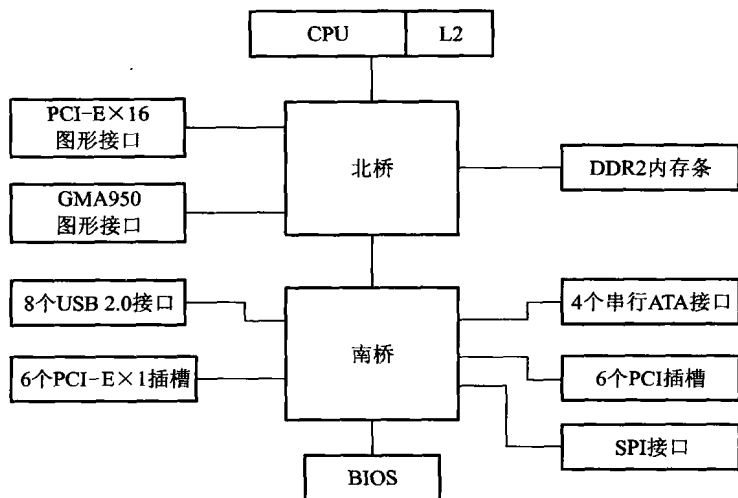 CPU
L2
PCI-E×16
图形接口
北桥
DDR2内存条
GMA950
图形接口
8个USB 2.0接口
4个串行ATA接口
南桥
6个PCI-E×1插槽
6个PCI插槽
SPI接口
BIOS